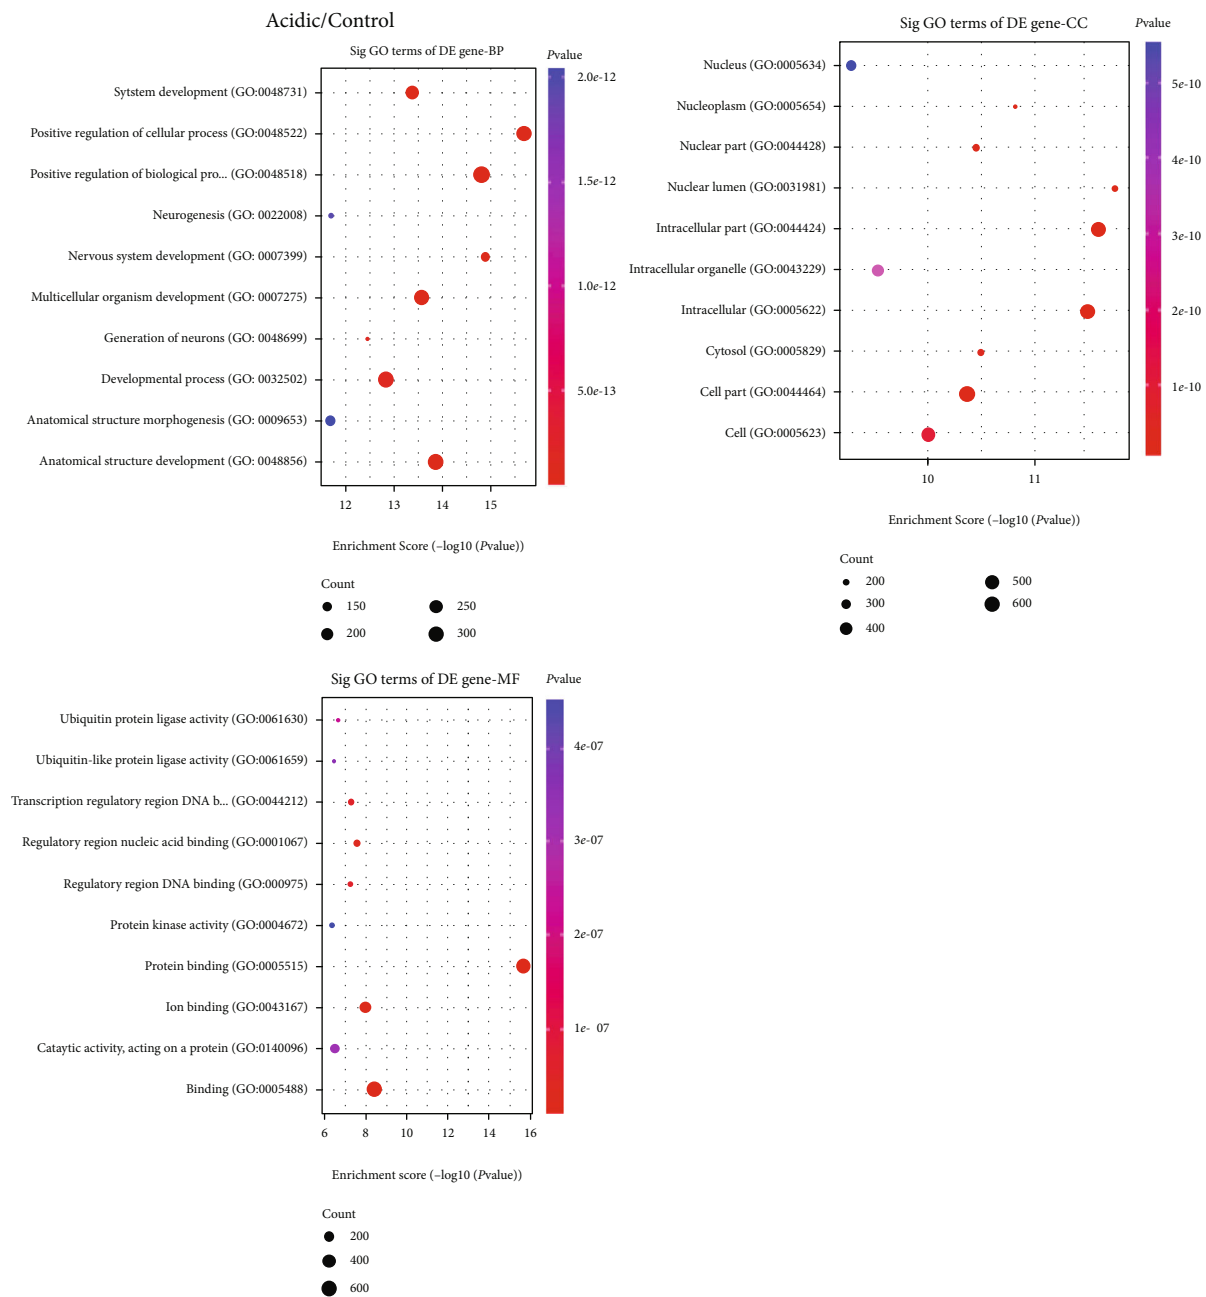 Acidic/Control
Sig GO terms of DE gene-BP
Pvalue
Sytstem development (GO:0048731)
Positive regulation of cellular process (GO:0048522)
Positive regulation of biological pro... (GO:0048518)
Neurogenesis (GO: 0022008)
Nervous system development (GO: 0007399)
Multicellular organism development (GO: 0007275)
Generation of neurons (GO: 0048699)
Developmental process (GO: 0032502)
Anatomical structure morphogenesis (GO: 0009653)
Anatomical structure development (GO: 0048856)
2.0e-12
1.5e-12
1.0e-12
5.0e-13
12 13 14 15
Enrichment Score (–log10 (Pvalue))
Count
150 250
200 300
Sig GO terms of DE gene-CC
Pvalue
Nucleus (GO:0005634)
Nucleoplasm (GO:0005654)
Nuclear part (GO:0044428)
Nuclear lumen (GO:0031981)
Intracellular part (GO:0044424)
Intracellular organelle (GO:0043229)
Intracellular (GO:0005622)
Cytosol (GO:0005829)
Cell part (GO:0044464)
Cell (GO:0005623)
5e-10
4e-10
3e-10
2e-10
1e-10
10 11
Enrichment Score (–log10 (Pvalue))
Count
200 500
300 600
400
Sig GO terms of DE gene-MF
Pvalue
Ubiquitin protein ligase activity (GO:0061630)
Ubiquitin-like protein ligase activity (GO:0061659)
Transcription regulatory region DNA b... (GO:0044212)
Regulatory region nucleic acid binding (GO:0001067)
Regulatory region DNA binding (GO:000975)
Protein kinase activity (GO:0004672)
Protein binding (GO:0005515)
Ion binding (GO:0043167)
Cataytic activity, acting on a protein (GO:0140096)
Binding (GO:0005488)
4e-07
3e-07
2e-07
1e- 07
6 8 10 12 14 16
Enrichment score (–log10 (Pvalue))
Count
200
400
600